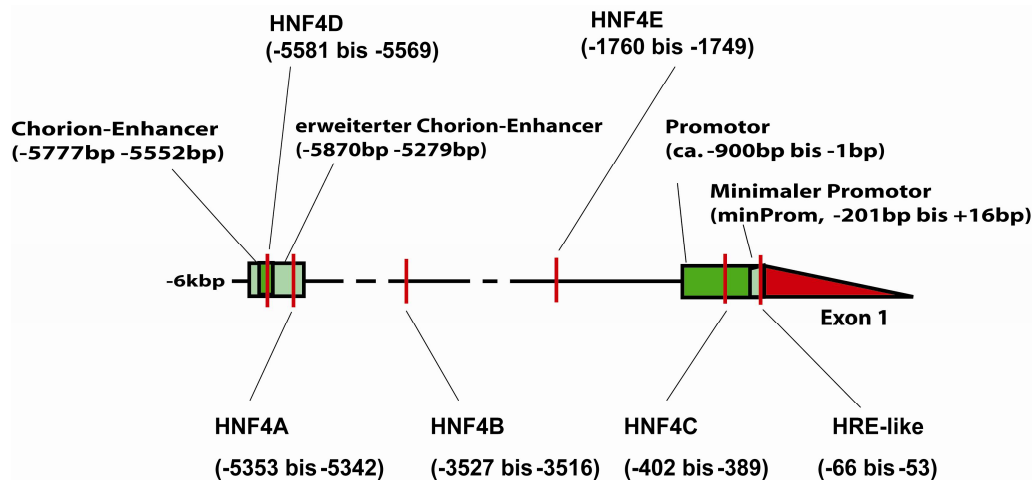 HNF4D
(-5581 bis -5569)
HNF4E
(-1760 bis -1749)
Chorion-Enhancer
(-5777bp -5552bp)
erweiterter Chorion-Enhancer
(-5870bp -5279bp)
Promotor
(ca. -900bp bis -1bp)
Minimaler Promotor
(minProm, -201bp bis +16bp)
-6kbp
Exon 1
HNF4A
(-5353 bis -5342)
HNF4B
(-3527 bis -3516)
HNF4C
(-402 bis -389)
HRE-like
(-66 bis -53)